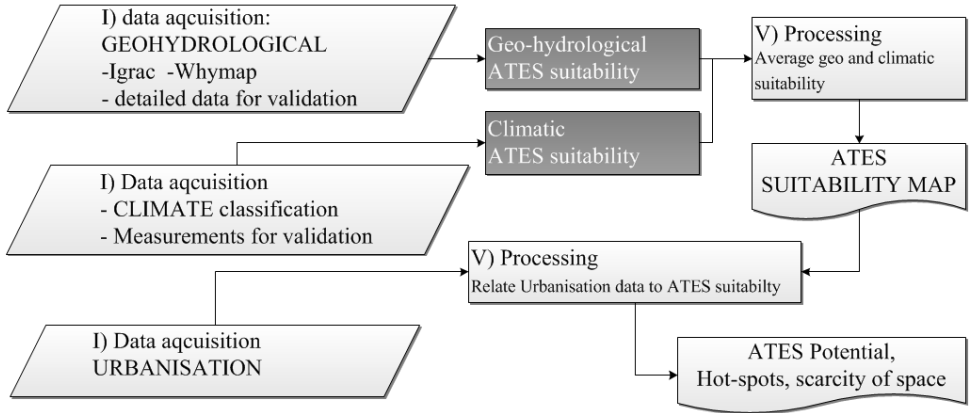 I) data aqcuisition:
GEOHYDROLOGICAL
-Igrac -Whymap
- detailed data for validation
Geo-hydrological
ATES suitability
V) Processing
Average geo and climatic
suitability
Climatic
ATES suitability
I) Data aqcuisition
- CLIMATE classification
- Measurements for validation
ATES
SUITABILITY MAP
V) Processing
Relate Urbanisation data to ATES suitabilty
I) Data aqcuisition
URBANISATION
ATES Potential,
Hot-spots, scarcity of space